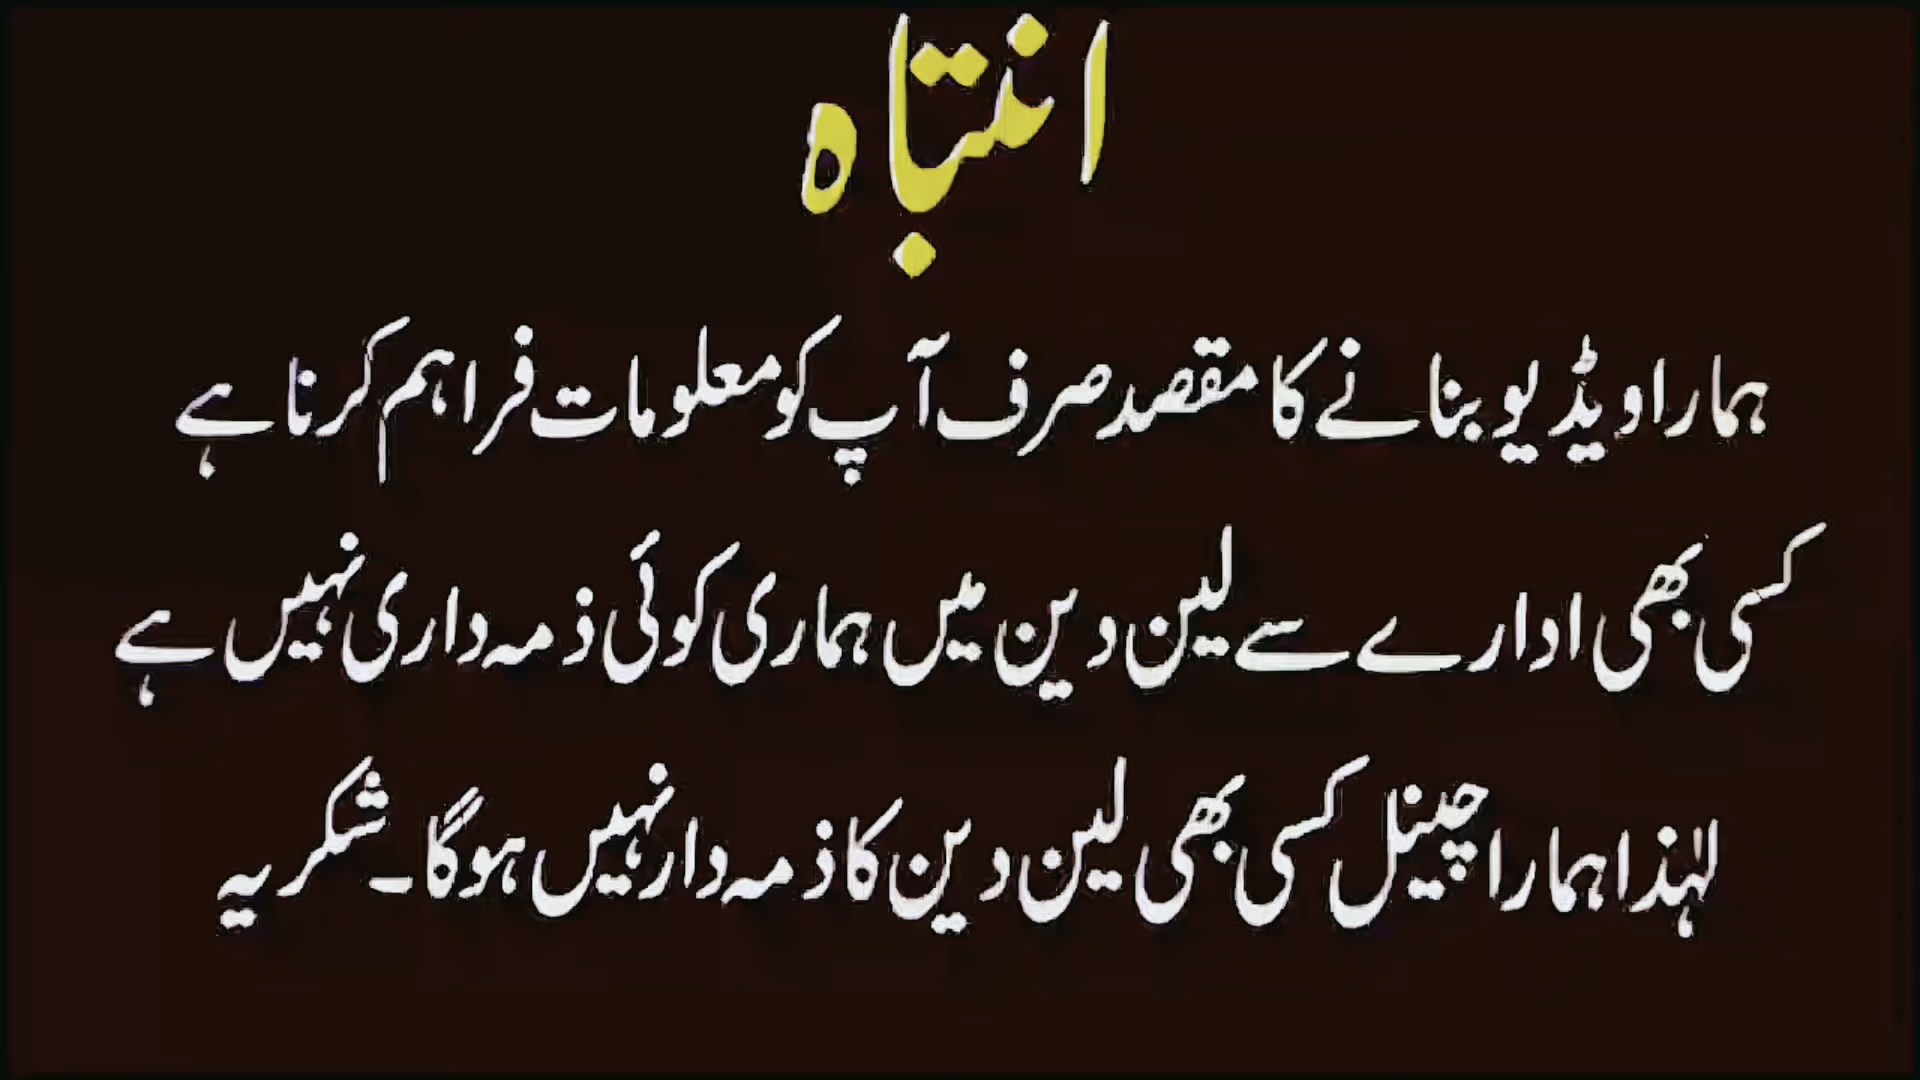 انتباہ
ہمارا ویڈیو بنانے کا مقصد صرف آپ کو معلومات فراہم کرنا ہے
کسی بھی ادارے سے لین دین میں ہماری کوئی ذمہ داری نہیں ہے
لہٰذا ہمارا چینل کسی بھی لین دین کا ذمہ دار نہیں ہوگا۔ شکریہ